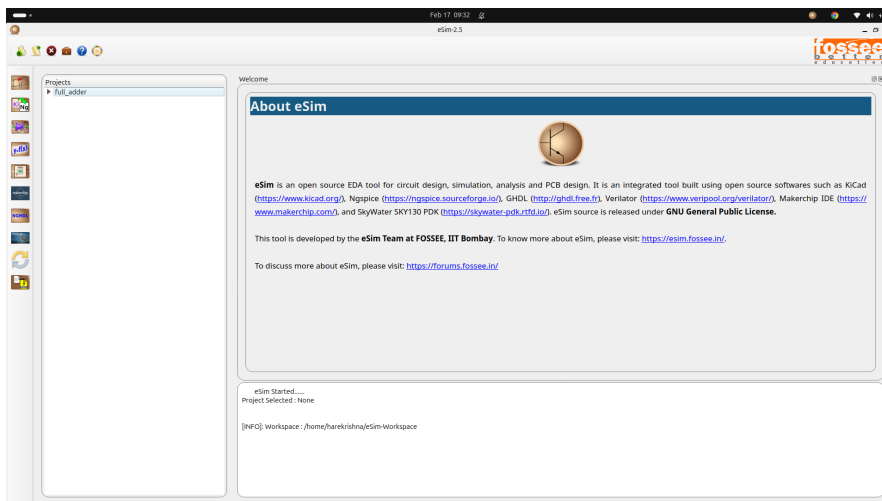 Feb 17 09:32
eSim-2.5
fossee
better
education
Projects
full_adder
Welcome
About eSim
eSim is an open source EDA tool for circuit design, simulation, analysis and PCB design. It is an integrated tool built using open source softwares such as KiCad
(https://www.kicad.org/), Ngspice (https://ngspice.sourceforge.io/), GHDL (http://ghdl.free.fr), Verilator (https://www.veripool.org/verilator/), Makerchip IDE (https://
www.makerchip.com/), and SkyWater SKY130 PDK (https://skywater-pdk.rtfd.io/). eSim source is released under GNU General Public License.
This tool is developed by the eSim Team at FOSSEE, IIT Bombay. To know more about eSim, please visit: https://esim.fossee.in/.
To discuss more about eSim, please visit: https://forums.fossee.in/
y=f(x)
NGHDL
eSim Started......
Project Selected : None
[INFO]: Workspace : /home/harekrishna/eSim-Workspace